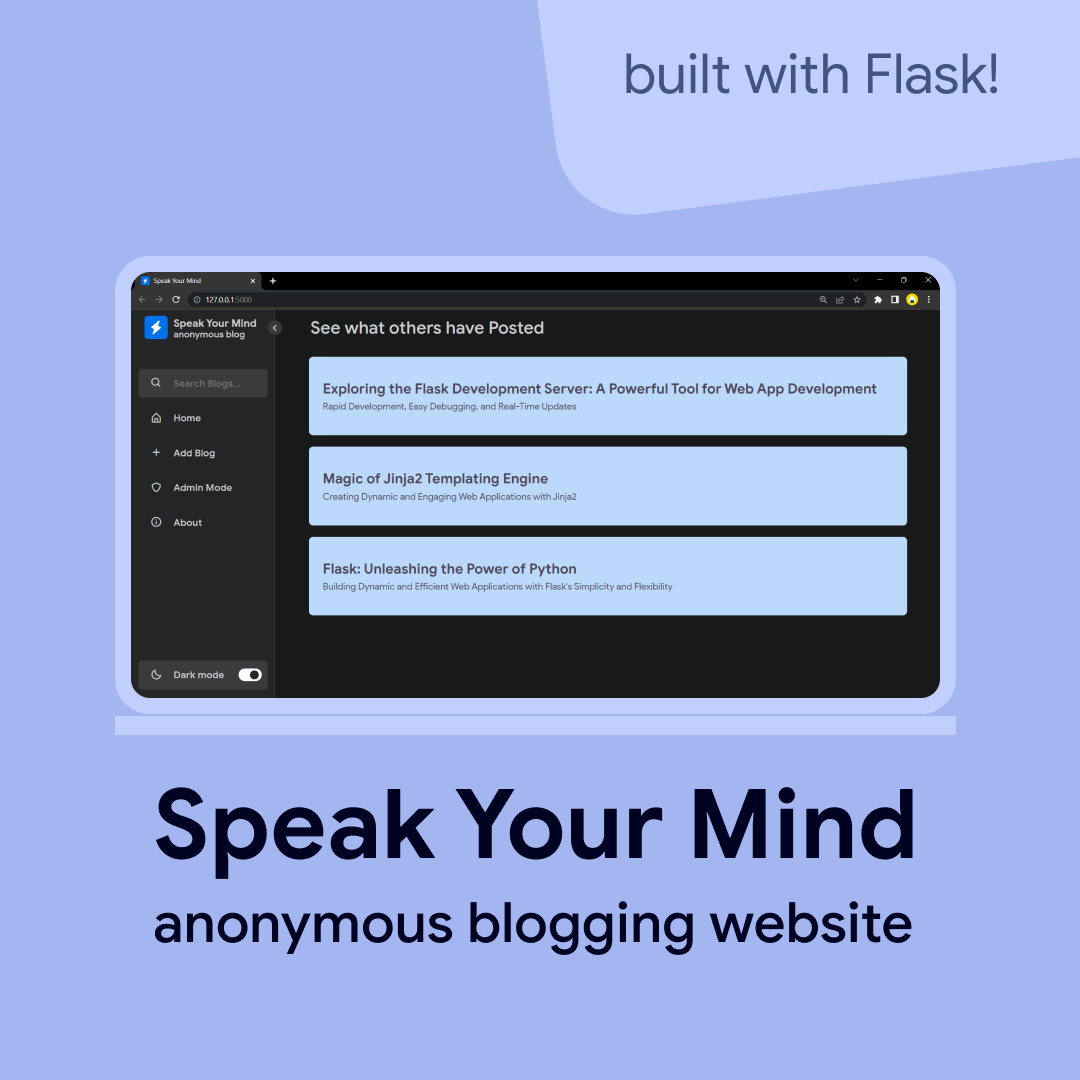 built with Flask!
Speak Your Mind
127.0.0.1:5000
Speak Your Mind
anonymous blog
Search Blogs...
Home
Add Blog
Admin Mode
About
Dark mode
See what others have Posted
Exploring the Flask Development Server: A Powerful Tool for Web App Development
Rapid Development, Easy Debugging, and Real-Time Updates
Magic of Jinja2 Templating Engine
Creating Dynamic and Engaging Web Applications with Jinja2
Flask: Unleashing the Power of Python
Building Dynamic and Efficient Web Applications with Flask's Simplicity and Flexibility
Speak Your Mind
anonymous blogging website